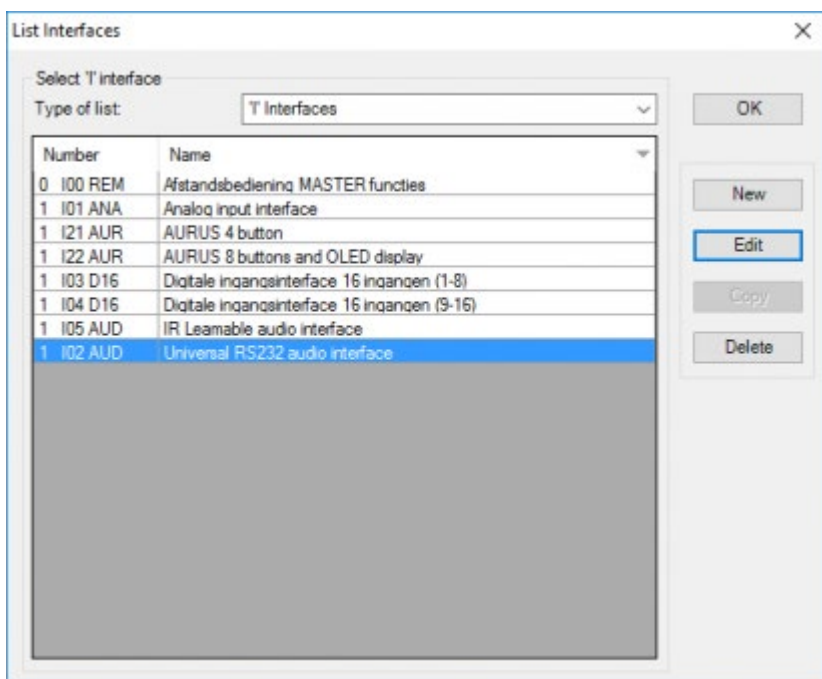 List Interfaces
Select 'I' interface
Type of list: 'I' Interfaces
OK
Number Name
0 I00 REM Afstandsbediening MASTER functies
1 I01 ANA Analog input interface
1 I21 AUR AURUS 4 button
1 I22 AUR AURUS 8 buttons and OLED display
1 I03 D16 Digitale ingangsinterface 16 ingangen (1-8)
1 I04 D16 Digitale ingangsinterface 16 ingangen (9-16)
1 I05 AUD IR Learnable audio interface
1 I02 AUD Universal RS232 audio interface
New
Edit
Copy
Delete